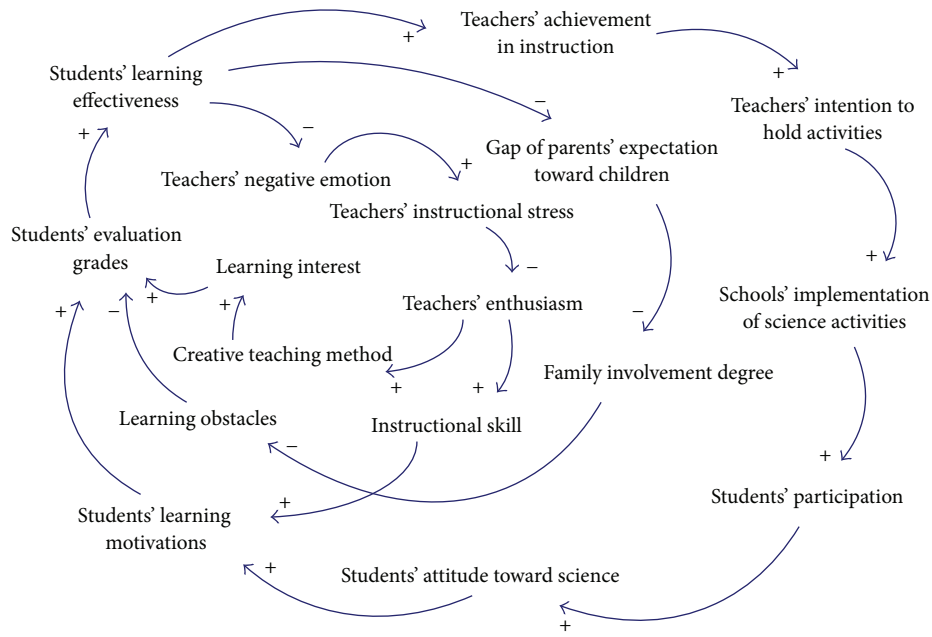 Teachers’ achievement
in instruction
+
Students’ learning
effectiveness
+
−
Teachers’ intention to
hold activities
+
−
Gap of parents’ expectation
toward children
Teachers’ negative emotion
+
Teachers’ instructional stress
Students’ evaluation
grades
Learning interest
−
+
Schools’ implementation
of science activities
Teachers’ enthusiasm
+
−
+
+
−
Creative teaching method
Family involvement degree
+
+
Learning obstacles
Instructional skill
−
+
Students’ participation
+
Students’ learning
motivations
+
Students’ attitude toward science
+